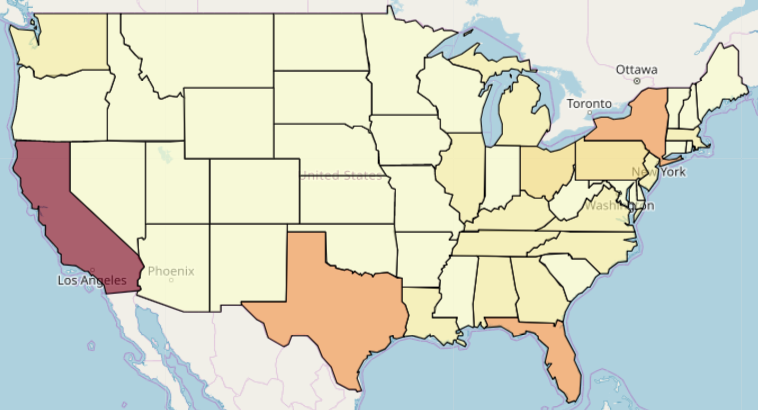 Ottawa
Toronto
New York
United States
Washington
Phoenix
Los Angeles